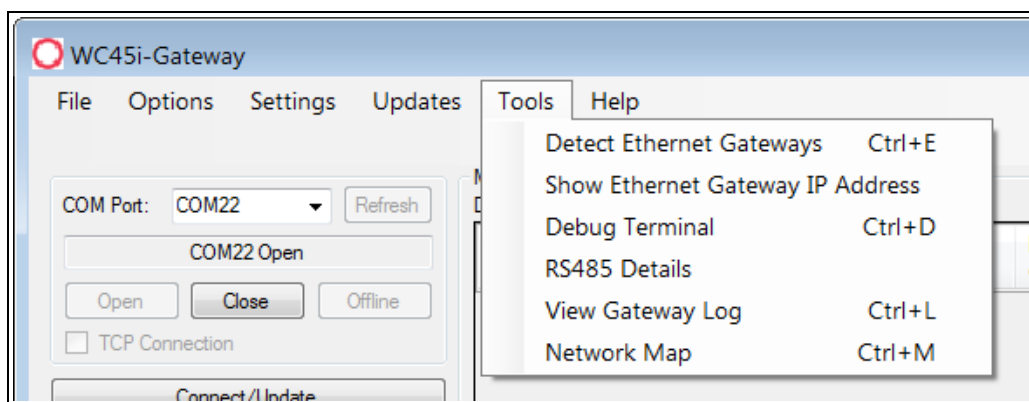 WC45i-Gateway
File Options Settings Updates Tools Help
Detect Ethernet Gateways Ctrl+E
Show Ethernet Gateway IP Address
Debug Terminal Ctrl+D
RS485 Details
View Gateway Log Ctrl+L
Network Map Ctrl+M
COM Port: COM22 Refresh
COM22 Open
Open Close Offline
TCP Connection
Connect/Update